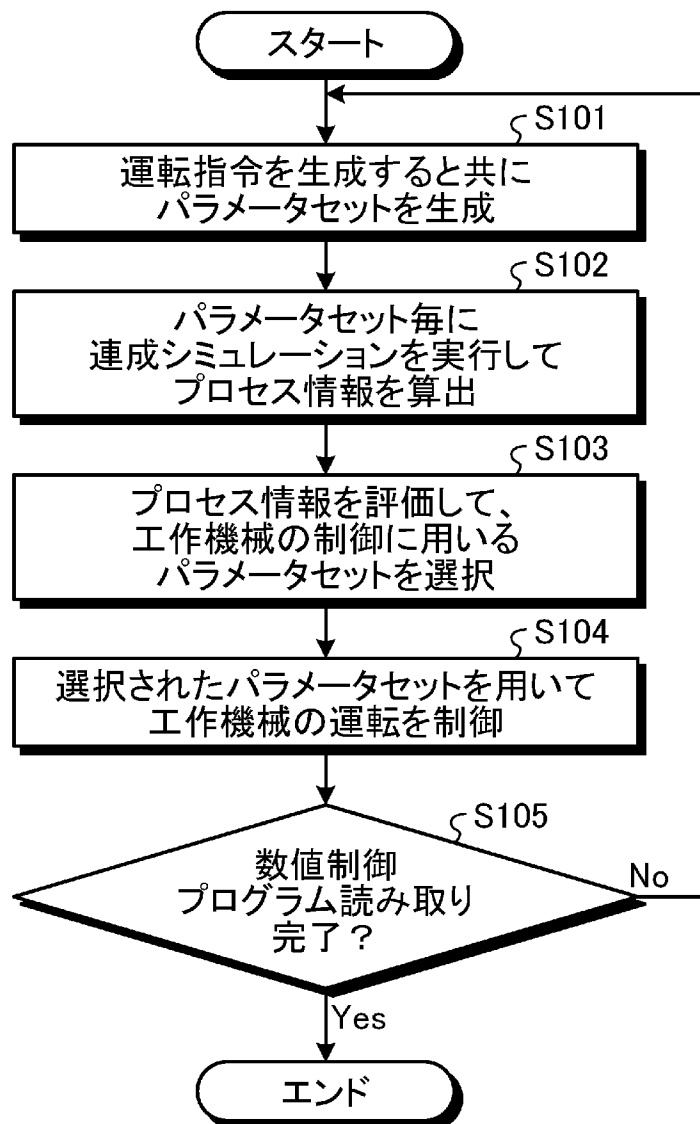 スタート
S101
運転指令を生成すると共に
パラメータセットを生成
S102
パラメータセット毎に
連成シミュレーションを実行して
プロセス情報を算出
S103
プロセス情報を評価して、
工作機械の制御に用いる
パラメータセットを選択
S104
選択されたパラメータセットを用いて
工作機械の運転を制御
S105
数値制御
プログラム読み取り
完了？
No
Yes
エンド